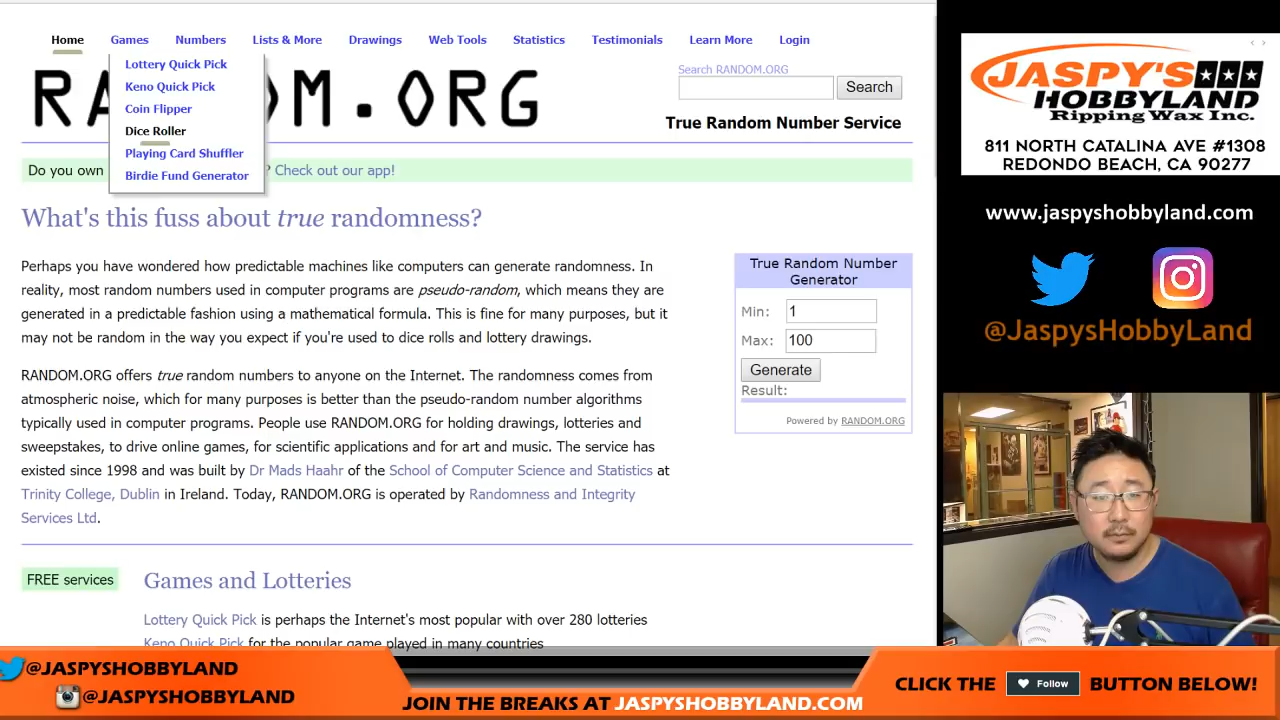 Home Games Numbers Lists & More Drawings Web Tools Statistics Testimonials Learn More Login
Lottery Quick Pick
Keno Quick Pick
Coin Flipper
Dice Roller
Playing Card Shuffler
Birdie Fund Generator
DOM.ORG
Search RANDOM.ORG
Search
True Random Number Service
Do you own
? Check out our app!
What's this fuss about true randomness?
Perhaps you have wondered how predictable machines like computers can generate randomness. In
reality, most random numbers used in computer programs are pseudo-random, which means they are
generated in a predictable fashion using a mathematical formula. This is fine for many purposes, but it
may not be random in the way you expect if you're used to dice rolls and lottery drawings.
RANDOM.ORG offers true random numbers to anyone on the Internet. The randomness comes from
atmospheric noise, which for many purposes is better than the pseudo-random number algorithms
typically used in computer programs. People use RANDOM.ORG for holding drawings, lotteries and
sweepstakes, to drive online games, for scientific applications and for art and music. The service has
existed since 1998 and was built by Dr Mads Haahr of the School of Computer Science and Statistics at
Trinity College, Dublin in Ireland. Today, RANDOM.ORG is operated by Randomness and Integrity
Services Ltd.
True Random Number
Generator
Min: 1
Max: 100
Generate
Result:
Powered by RANDOM.ORG
FREE services
Games and Lotteries
Lottery Quick Pick is perhaps the Internet's most popular with over 280 lotteries
Keno Quick Pick for the popular game played in many countries
JASPY'S
HOBBYLAND
Ripping Wax Inc.
811 NORTH CATALINA AVE #1308
REDONDO BEACH, CA 90277
www.jaspyshobbyland.com
@JaspysHobbyLand
@JASPYSHOBBYLAND
@JASPYSHOBBYLAND
JOIN THE BREAKS AT JASPYSHOBBYLAND.COM
CLICK THE Follow BUTTON BELOW!